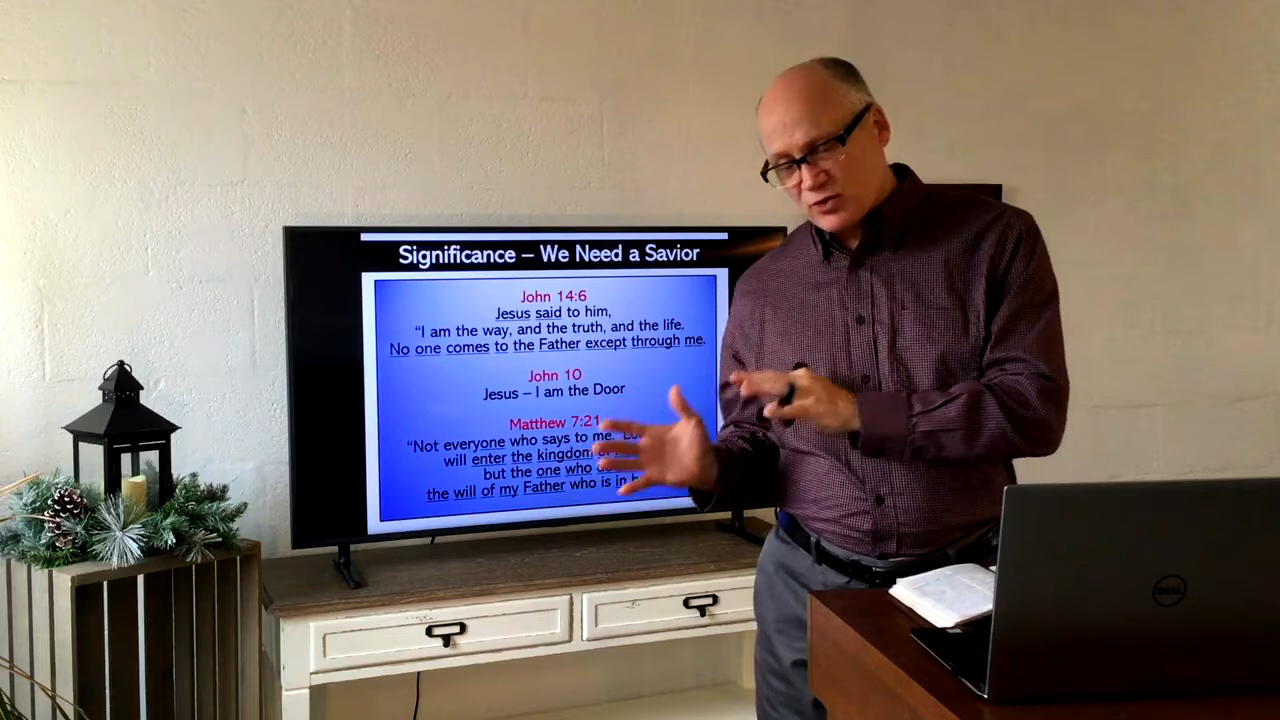 Significance – We Need a Savior
John 14:6
Jesus said to him,
“I am the way, and the truth, and the life.
No one comes to the Father except through me.
John 10
Jesus – I am the Door
Matthew 7:21
“Not everyone who says to me, 
will enter the kingdom
but the one who
the will of my Father who is in
DELL